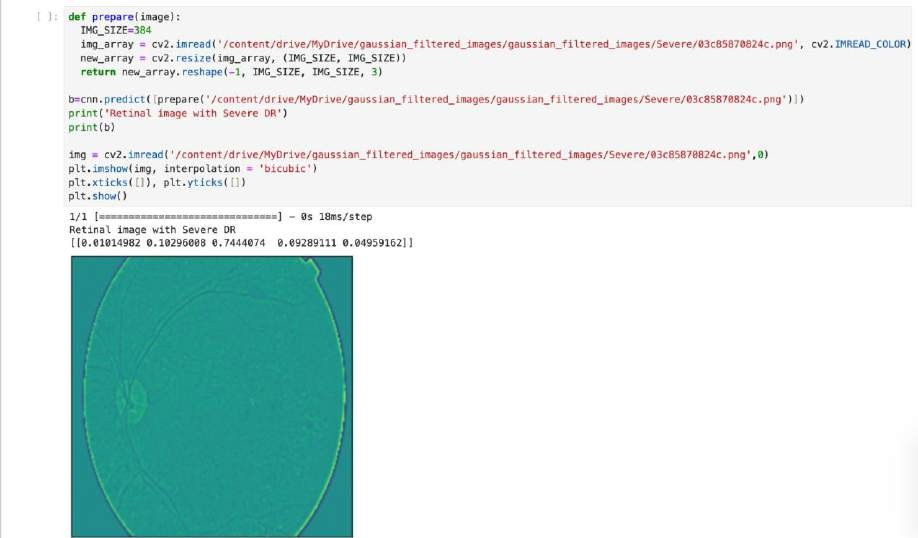 [ ]: def prepare(image):
IMG_SIZE=384
img_array = cv2.imread('/content/drive/MyDrive/gaussian_filtered_images/gaussian_filtered_images/Severe/03c85870824c.png', cv2.IMREAD_COLOR)
new_array = cv2.resize(img_array, (IMG_SIZE, IMG_SIZE))
return new_array.reshape(-1, IMG_SIZE, IMG_SIZE, 3)
b=cnn.predict([prepare('/content/drive/MyDrive/gaussian_filtered_images/gaussian_filtered_images/Severe/03c85870824c.png')])
print('Retinal image with Severe DR')
print(b)
img = cv2.imread('/content/drive/MyDrive/gaussian_filtered_images/gaussian_filtered_images/Severe/03c85870824c.png',0)
plt.imshow(img, interpolation = 'bicubic')
plt.xticks([]), plt.yticks([])
plt.show()
1/1 [==============================] - 0s 18ms/step
Retinal image with Severe DR
[[0.01014982 0.10296008 0.7444074  0.09289111 0.04959162]]